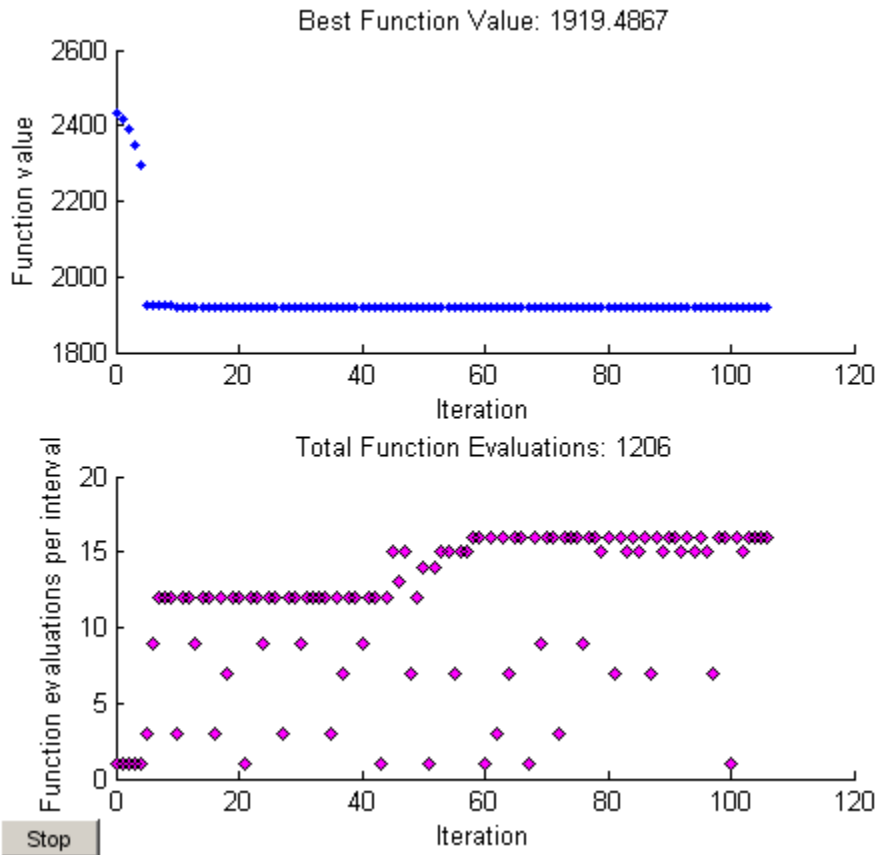 Best Function Value: 1919.4867
2600
2400
2200
2000
1800
Function value
0 20 40 60 80 100 120
Iteration
Total Function Evaluations: 1206
20
15
10
5
0
Function evaluations per interval
0 20 40 60 80 100 120
Iteration
Stop